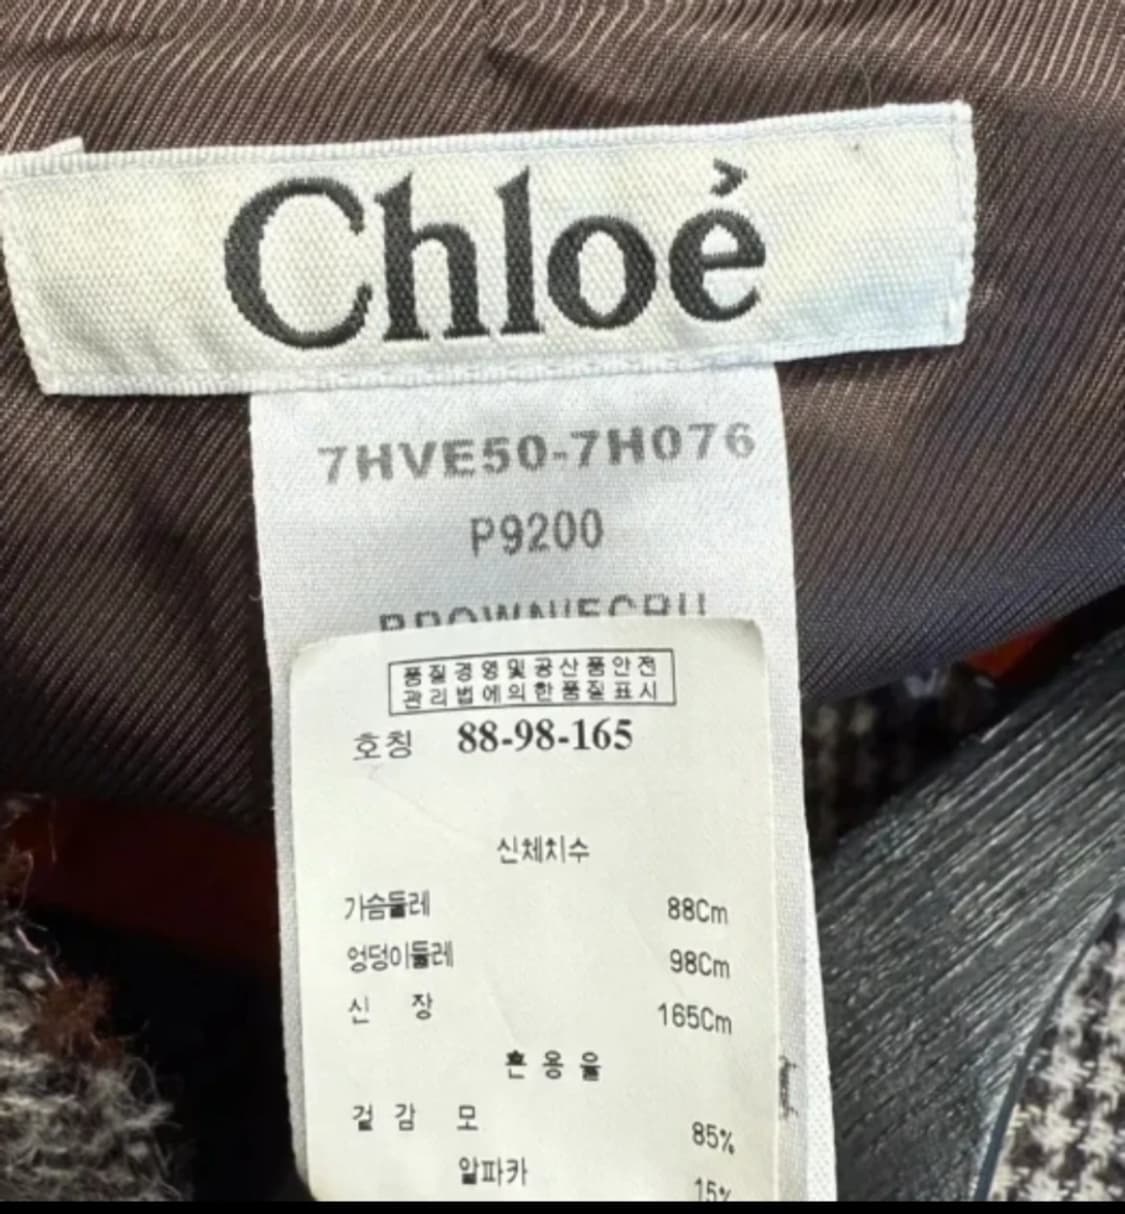 Chloé
7HVE50-7H076
P9200
BROWN/ECRU
품질경영및공산품안전
관리법에의한품질표시
호칭 88-98-165
신체치수
가슴둘레 88Cm
엉덩이둘레 98Cm
신 장 165Cm
혼 용 율
겉 감 모 85%
알파카 15%